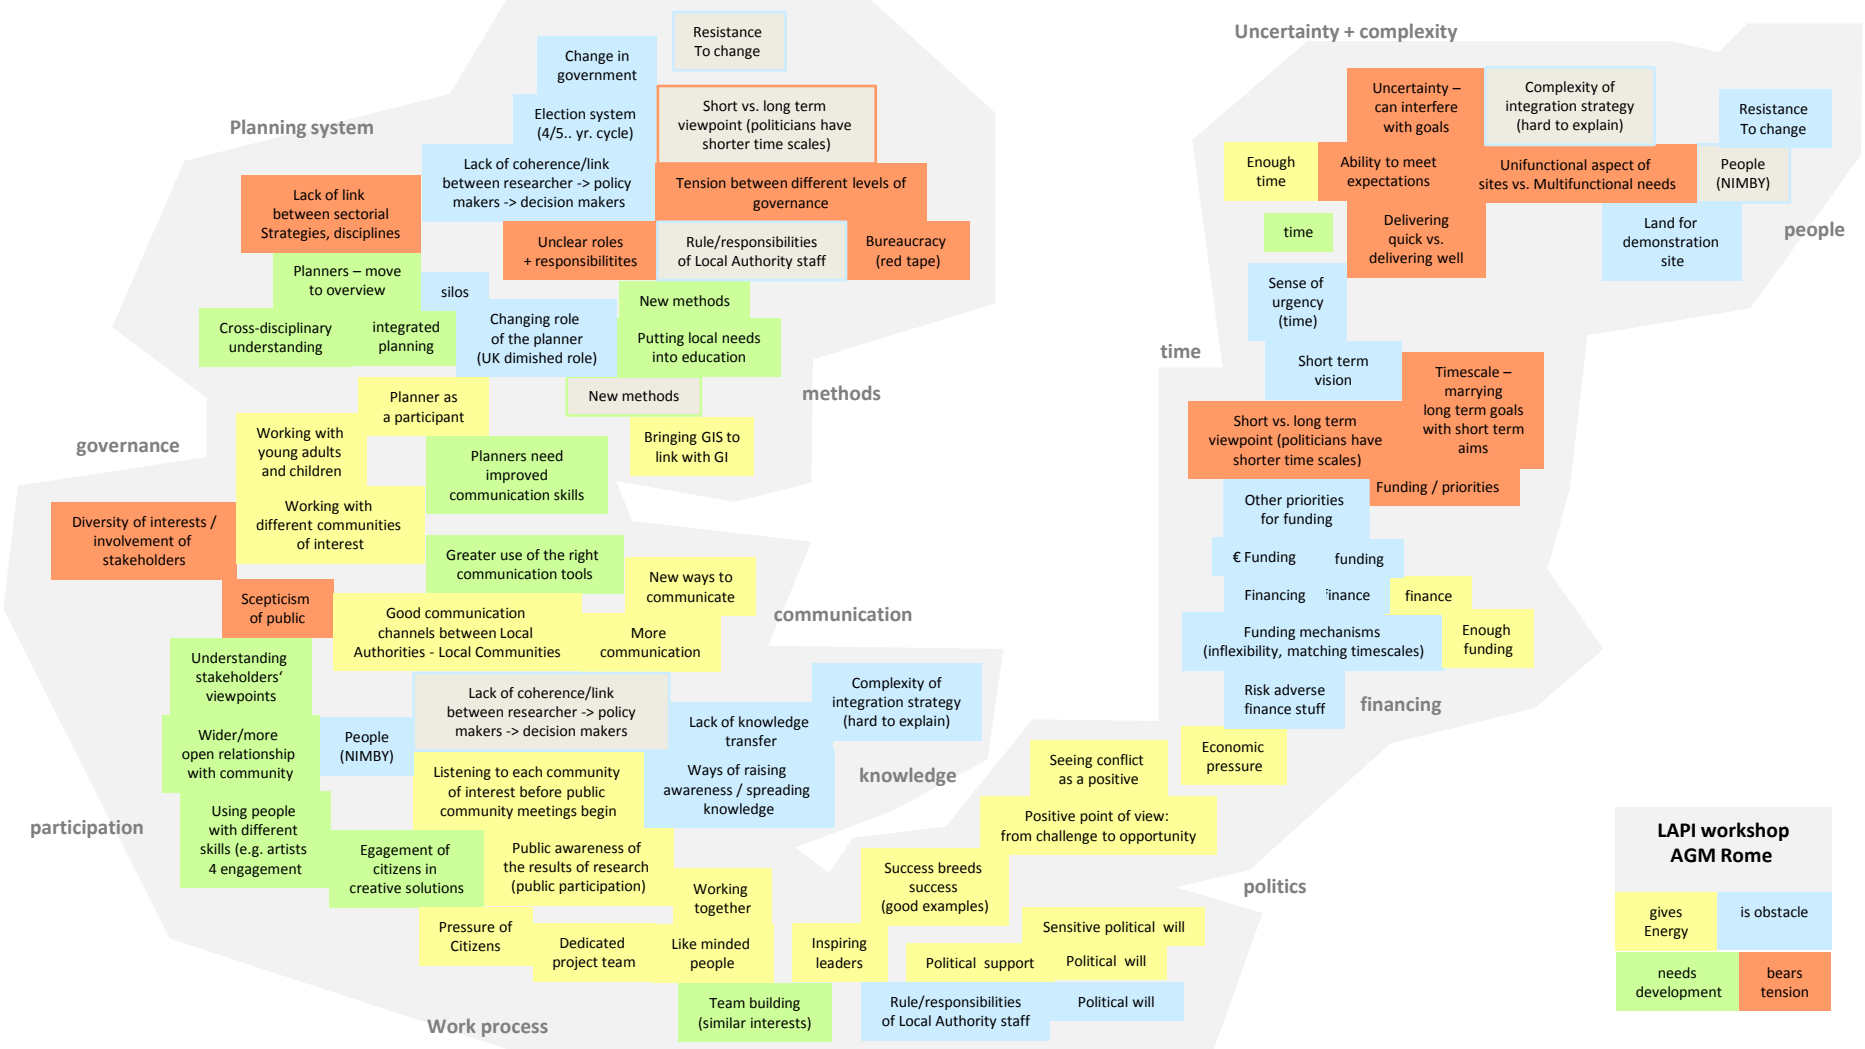 Resistance
To change
Change in
government
Election system
(4/5.. yr. cycle)
Short vs. long term
viewpoint (politicians have
shorter time scales)
Planning system
Lack of coherence/link
between researcher -> policy
makers -> decision makers
Tension between different levels of
governance
Lack of link
between sectorial
Strategies, disciplines
Unclear roles
+ responsibilitites
Rule/responsibilities
of Local Authority staff
Bureaucracy
(red tape)
Planners – move
to overview
silos
New methods
Cross-disciplinary
understanding
integrated
planning
Changing role
of the planner
(UK dimished role)
Putting local needs
into education
New methods
methods
Planner as
a participant
governance
Working with
young adults
and children
Bringing GIS to
link with GI
Planners need
improved
communication skills
Diversity of interests /
involvement of
stakeholders
Working with
different communities
of interest
Greater use of the right
communication tools
New ways to
communicate
Scepticism
of public
Good communication
channels between Local
Authorities - Local Communities
More
communication
communication
Understanding
stakeholders‘
viewpoints
Lack of coherence/link
between researcher -> policy
makers -> decision makers
Complexity of
integration strategy
(hard to explain)
Lack of knowledge
transfer
Wider/more
open relationship
with community
People
(NIMBY)
Listening to each community
of interest before public
community meetings begin
Ways of raising
awareness / spreading
knowledge
knowledge
participation
Using people
with different
skills (e.g. artists
4 engagement
Egagement of
citizens in
creative solutions
Public awareness of
the results of research
(public participation)
Working
together
Pressure of
Citizens
Dedicated
project team
Like minded
people
Team building
(similar interests)
Work process
Uncertainty + complexity
Uncertainty –
can interfere
with goals
Complexity of
integration strategy
(hard to explain)
Resistance
To change
Enough
time
Ability to meet
expectations
Unifunctional aspect of
sites vs. Multifunctional needs
People
(NIMBY)
time
Delivering
quick vs.
delivering well
Land for
demonstration
site
people
Sense of
urgency
(time)
time
Short term
vision
Timescale –
marrying
long term goals
with short term
aims
Short vs. long term
viewpoint (politicians have
shorter time scales)
Funding / priorities
Other priorities
for funding
€ Funding
funding
Financing
finance
finance
Funding mechanisms
(inflexibility, matching timescales)
Enough
funding
Risk adverse
finance stuff
financing
Economic
pressure
Seeing conflict
as a positive
Positive point of view:
from challenge to opportunity
Success breeds
success
(good examples)
politics
Sensitive political will
Inspiring
leaders
Political support
Political will
Rule/responsibilities
of Local Authority staff
Political will
LAPI workshop
AGM Rome
gives
Energy
is obstacle
needs
development
bears
tension